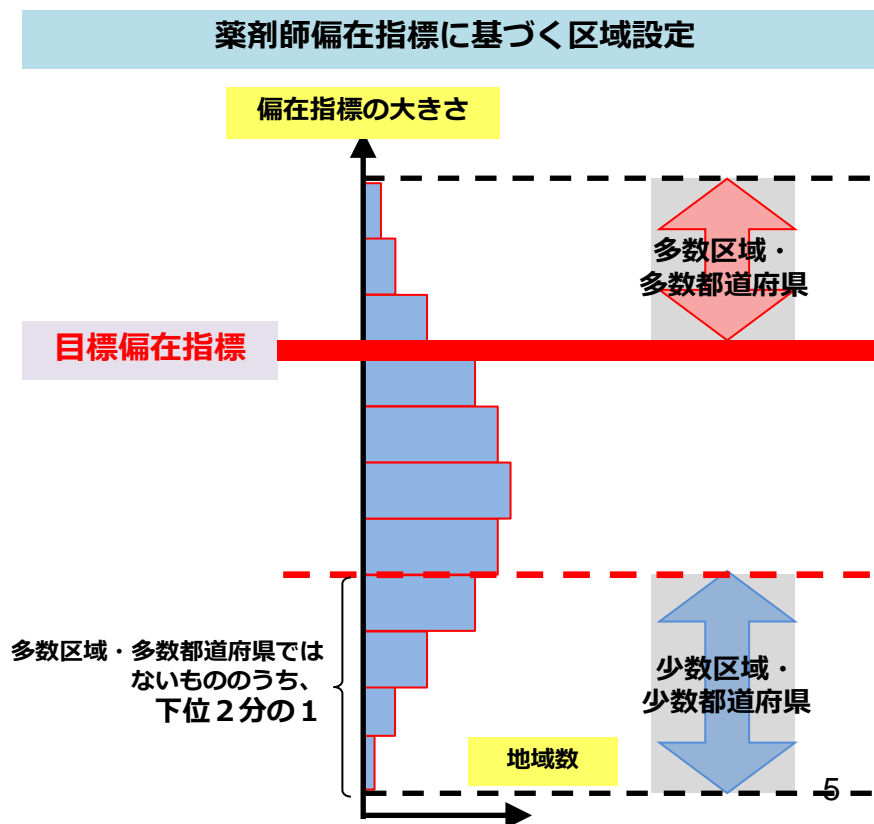 薬剤師偏在指標に基づく区域設定
偏在指標の大きさ
多数区域・
多数都道府県
目標偏在指標
多数区域・多数都道府県では
ないもののうち、
下位２分の１
少数区域・
少数都道府県
地域数
5